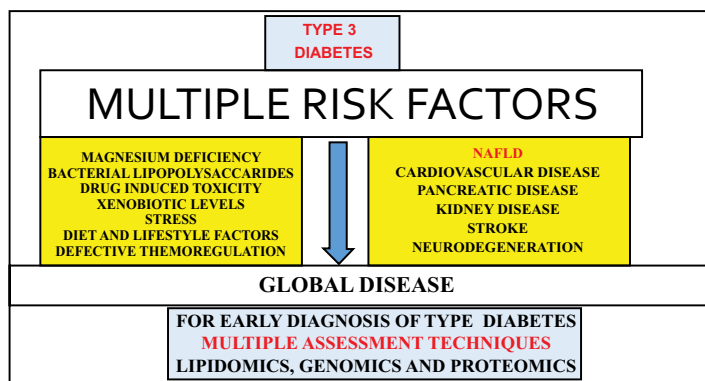 TYPE 3
DIABETES
MULTIPLE RISK FACTORS
MAGNESIUM DEFICIENCY
BACTERIAL LIPOPOLYSACCARIDES
DRUG INDUCED TOXICITY
XENOBIOTIC LEVELS
STRESS
DIET AND LIFESTYLE FACTORS
DEFECTIVE THEMOREGULATION
NAFLD
CARDIOVASCULAR DISEASE
PANCREATIC DISEASE
KIDNEY DISEASE
STROKE
NEURODEGENERATION
GLOBAL DISEASE
FOR EARLY DIAGNOSIS OF TYPE DIABETES
MULTIPLE ASSESSMENT TECHNIQUES
LIPIDOMICS, GENOMICS AND PROTEOMICS